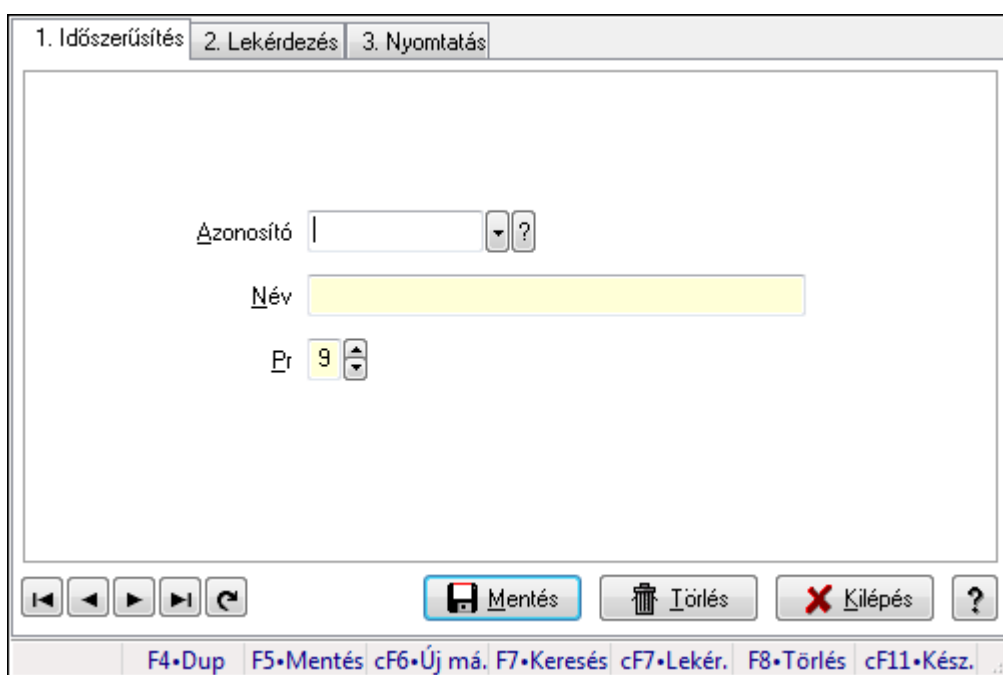 1. Időszerűsítés 2. Lekérdezés 3. Nyomtatás
Azonosító ?
Név
Pr 9
Mentés Törlés Kilépés ?
F4•Dup F5•Mentés cF6•Új má. F7•Keresés cF7•Lekér. F8•Törlés cF11•Kész.